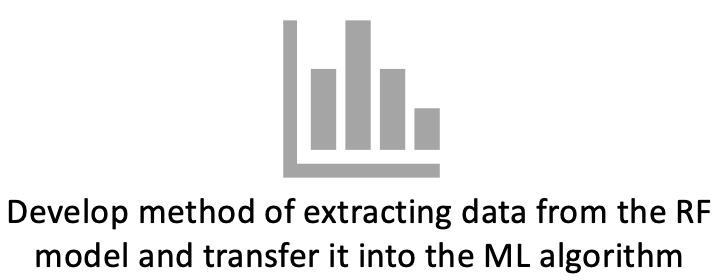 Develop method of extracting data from the RF
model and transfer it into the ML algorithm